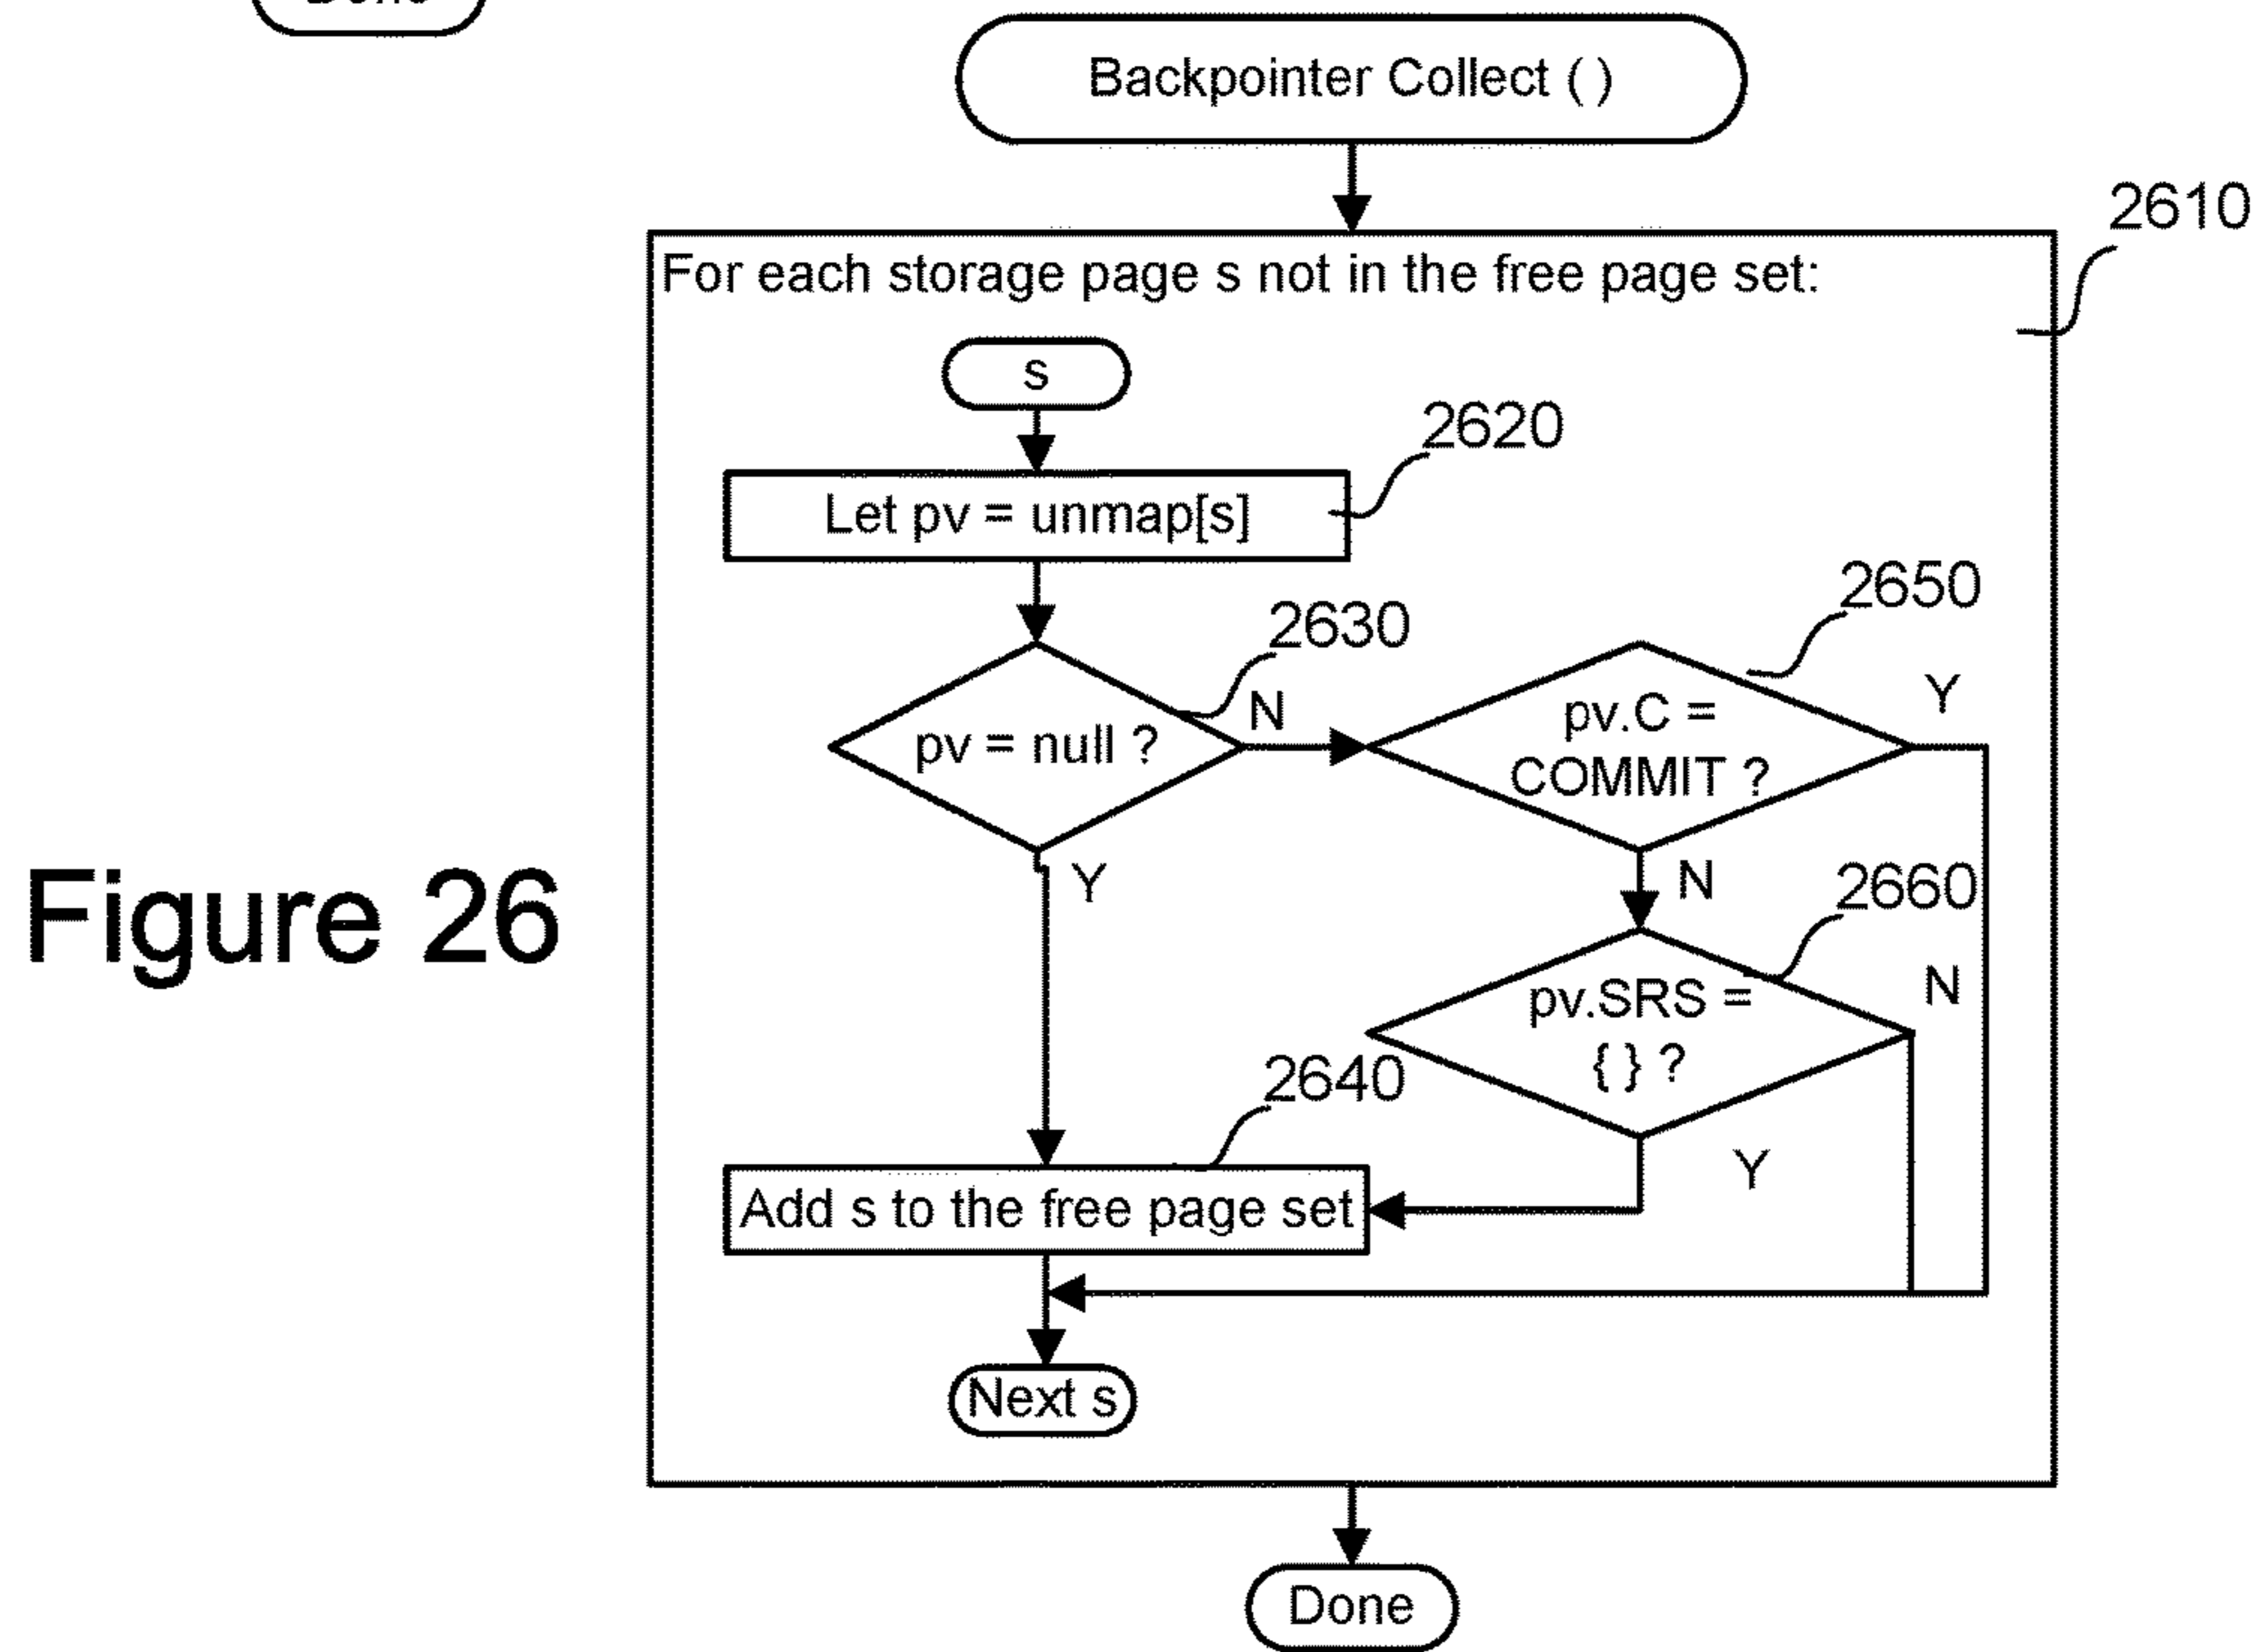 Done
Backpointer Collect ( )
2610
For each storage page s not in the free page set:
s
2620
Let pv = unmap[s]
2650
2630
N
Y
pv = null ?
pv.C =
COMMIT ?
Y
N
2660
Figure 26
N
pv.SRS =
{ } ?
2640
Y
Add s to the free page set
Next s
Done